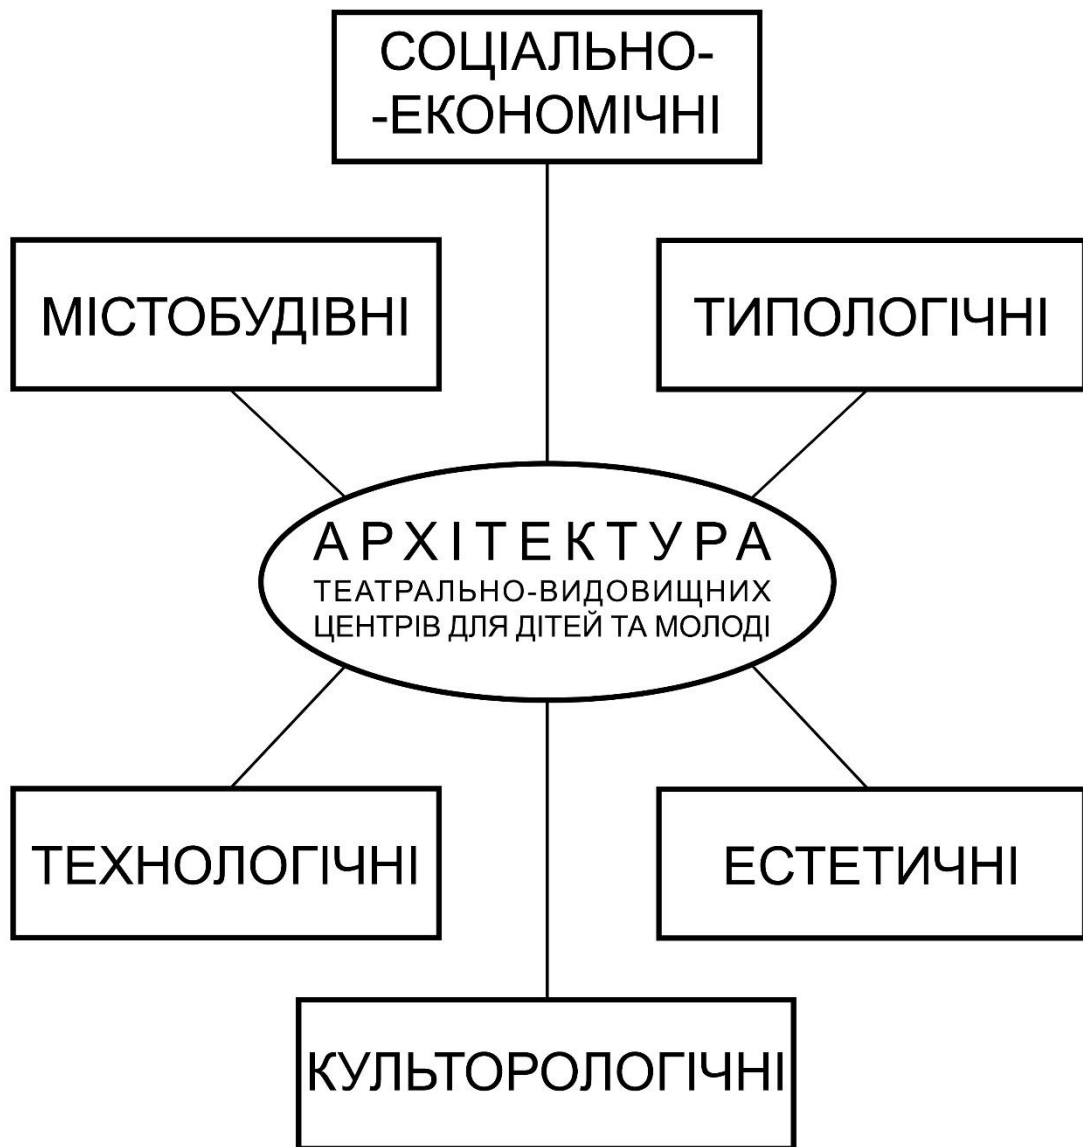 СОЦІАЛЬНО-
-ЕКОНОМІЧНІ
МІСТОБУДІВНІ
ТИПОЛОГІЧНІ
АРХІТЕКТУРА
ТЕАТРАЛЬНО-ВИДОВИЩНИХ
ЦЕНТРІВ ДЛЯ ДІТЕЙ ТА МОЛОДІ
ТЕХНОЛОГІЧНІ
ЕСТЕТИЧНІ
КУЛЬТОРОЛОГІЧНІ